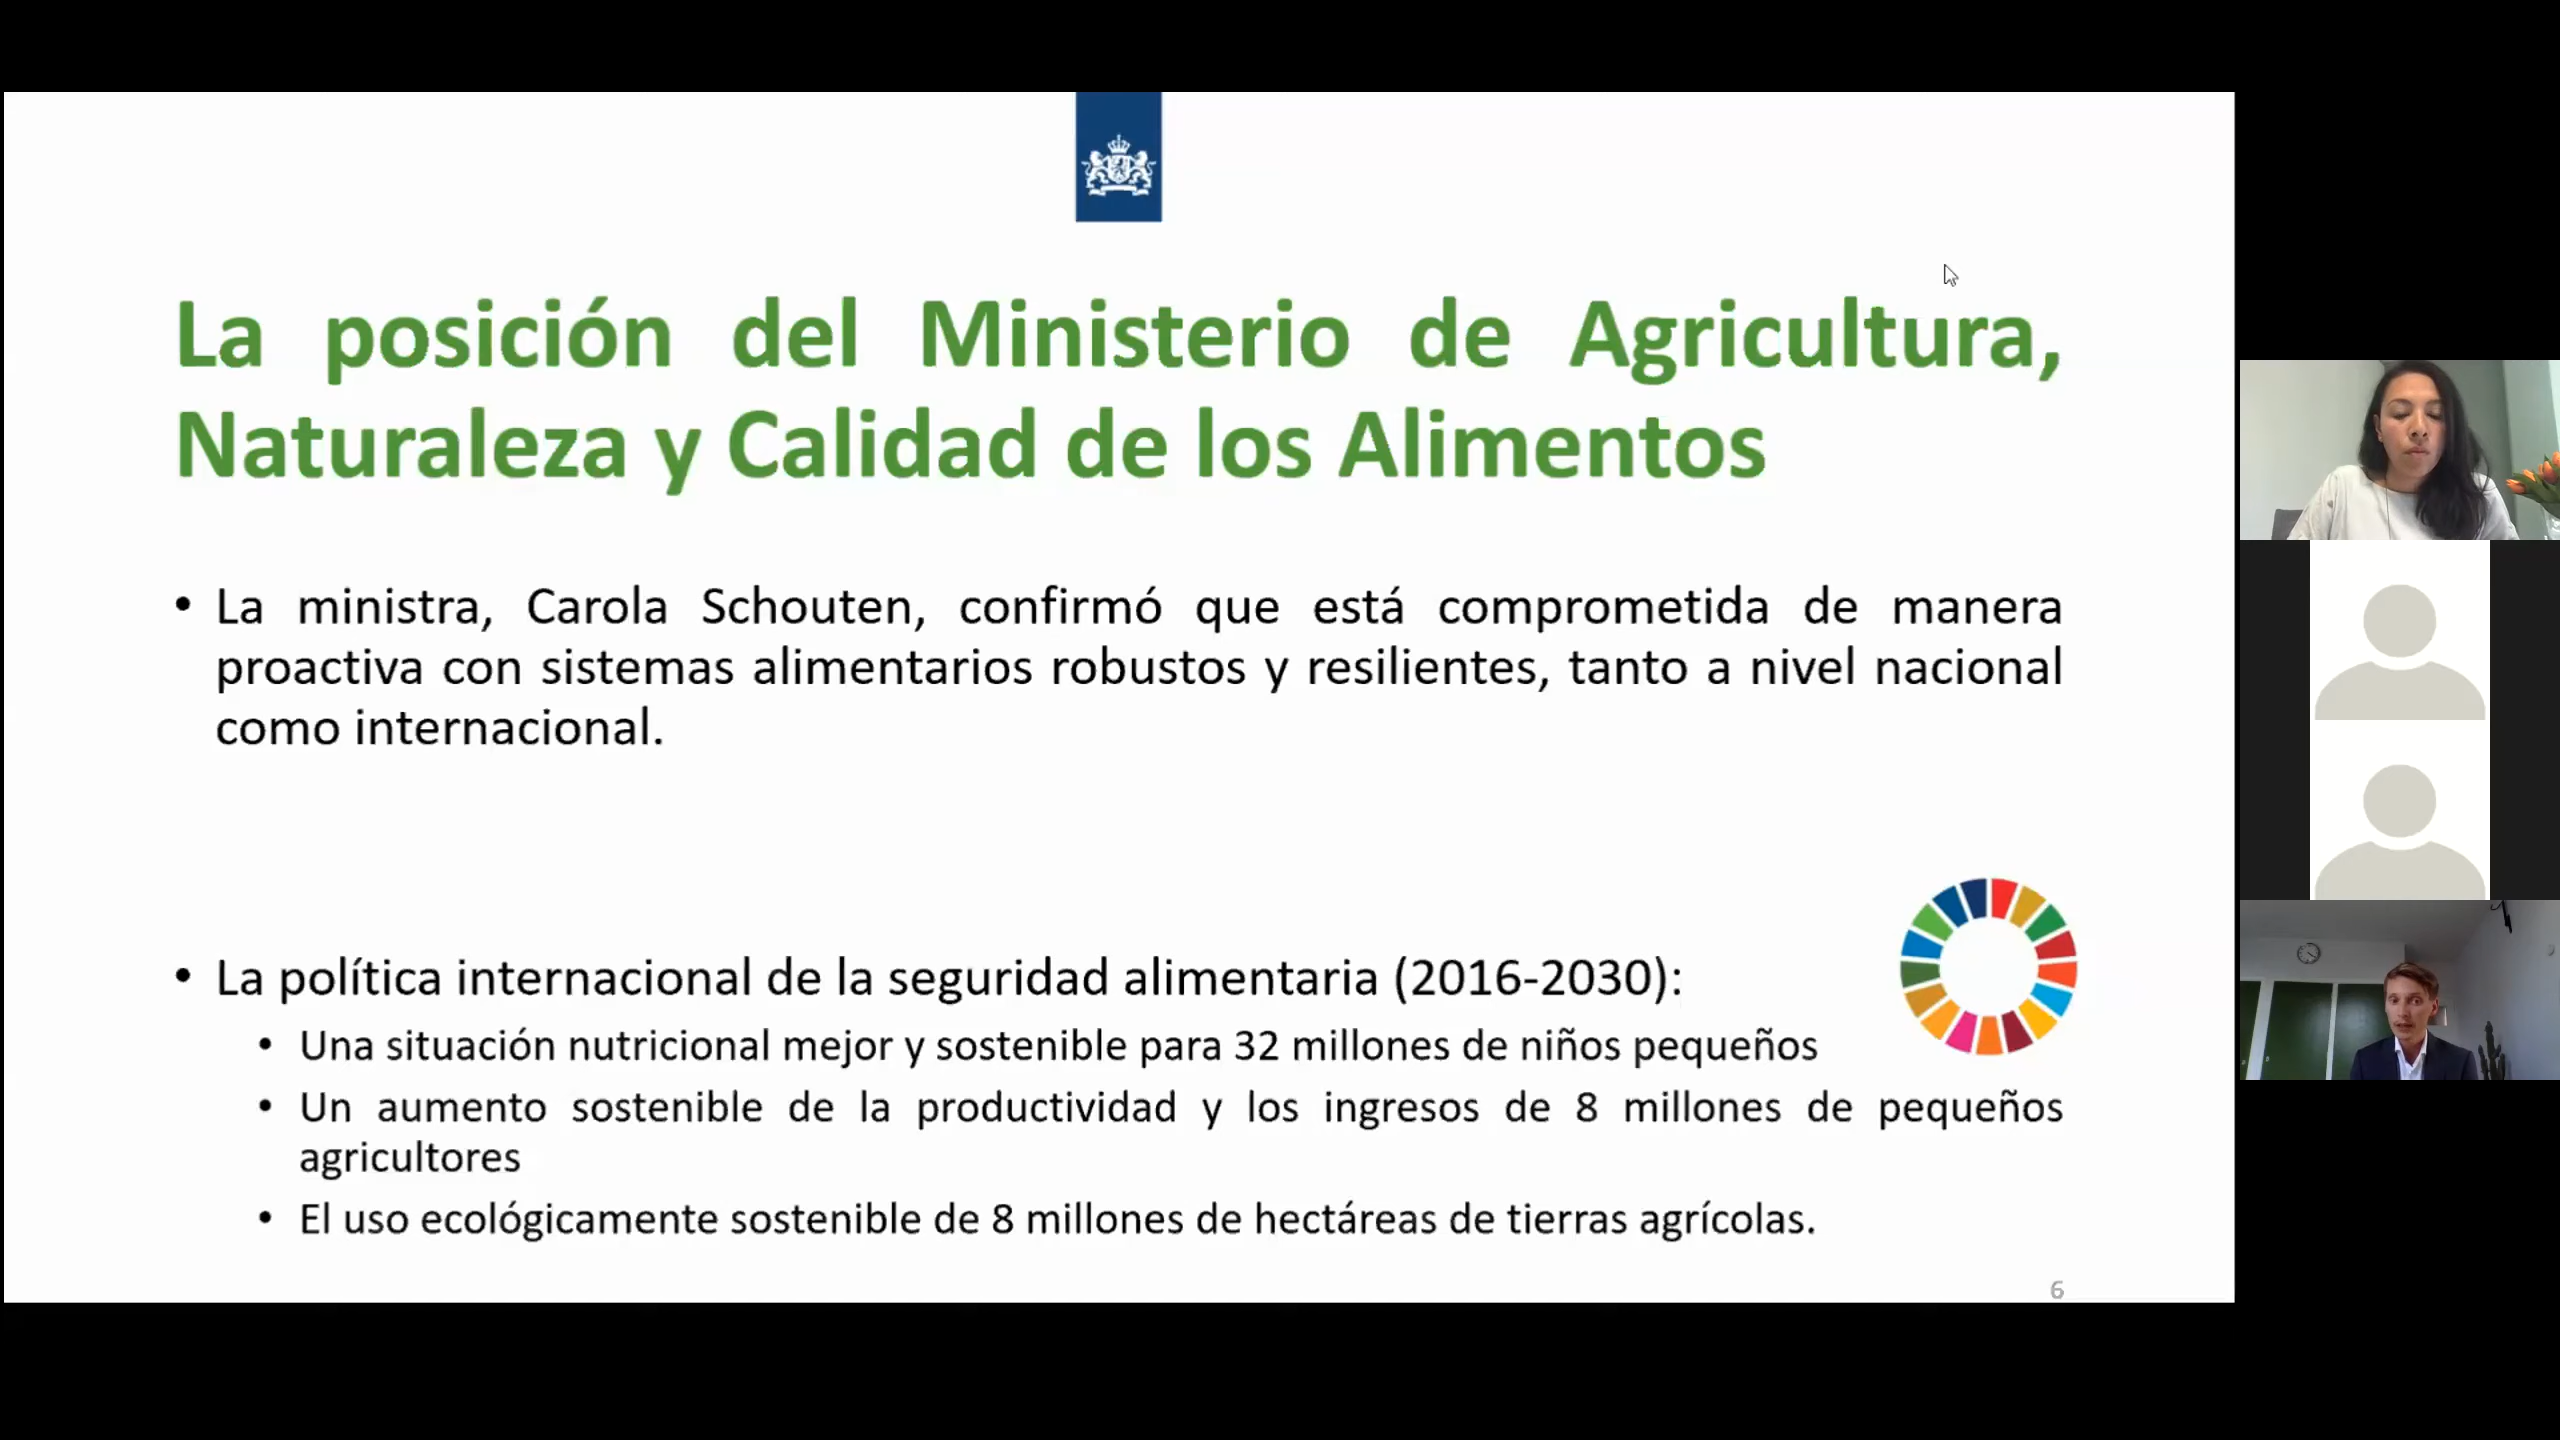 La posición del Ministerio de Agricultura,
Naturaleza y Calidad de los Alimentos
• La ministra, Carola Schouten, confirmó que está comprometida de manera
proactiva con sistemas alimentarios robustos y resilientes, tanto a nivel nacional
como internacional.
• La política internacional de la seguridad alimentaria (2016-2030):
• Una situación nutricional mejor y sostenible para 32 millones de niños pequeños
• Un aumento sostenible de la productividad y los ingresos de 8 millones de pequeños
agricultores
• El uso ecológicamente sostenible de 8 millones de hectáreas de tierras agrícolas.
6